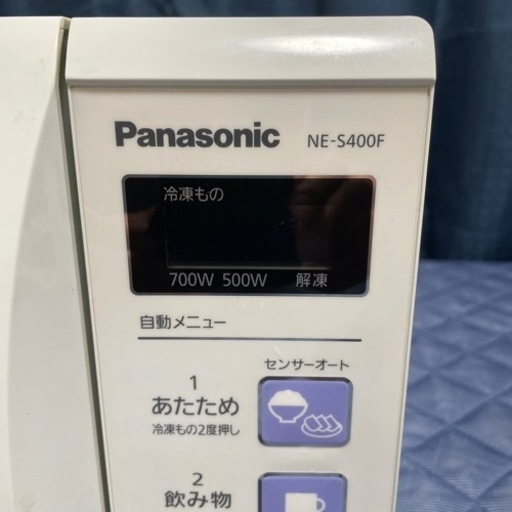 Panasonic NE-S400F
冷凍もの
700W 500W 解凍
自動メニュー
センサーオート
1
あたため
冷凍もの2度押し
2
飲み物